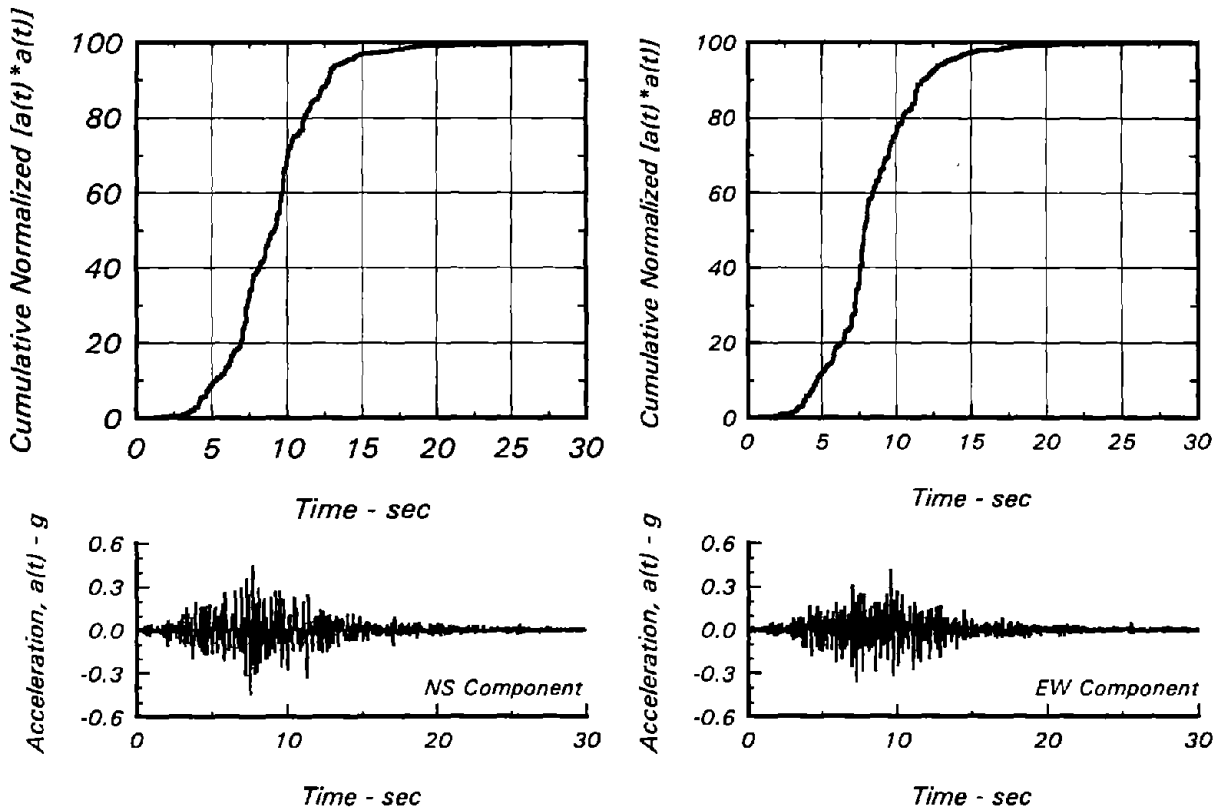 Cumulative Normalized [a(t)*a(t)]
100
80
60
40
20
0
0 5 10 15 20 25 30
Time - sec
Cumulative Normalized [a(t)*a(t)]
100
80
60
40
20
0
0 5 10 15 20 25 30
Time - sec
Acceleration, a(t) - g
0.6
0.3
0.0
-0.3
-0.6
NS Component
0 10 20 30
Time - sec
Acceleration, a(t) - g
0.6
0.3
0.0
-0.3
-0.6
EW Component
0 10 20 30
Time - sec